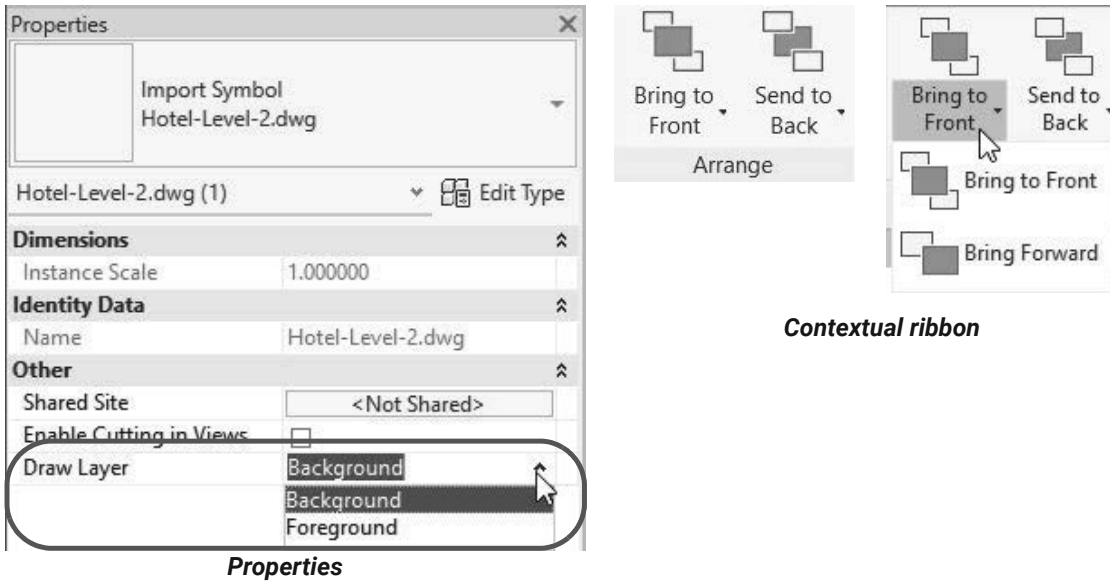 Properties
Import Symbol
Hotel-Level-2.dwg
Hotel-Level-2.dwg (1)
Edit Type
Dimensions
Instance Scale 1.000000
Identity Data
Name Hotel-Level-2.dwg
Other
Shared Site <Not Shared>
Enable Cutting in Views
Draw Layer Background
Background
Foreground
Properties
Bring to Front
Send to Back
Arrange
Bring to Front
Send to Back
Bring to Front
Bring Forward
Contextual ribbon